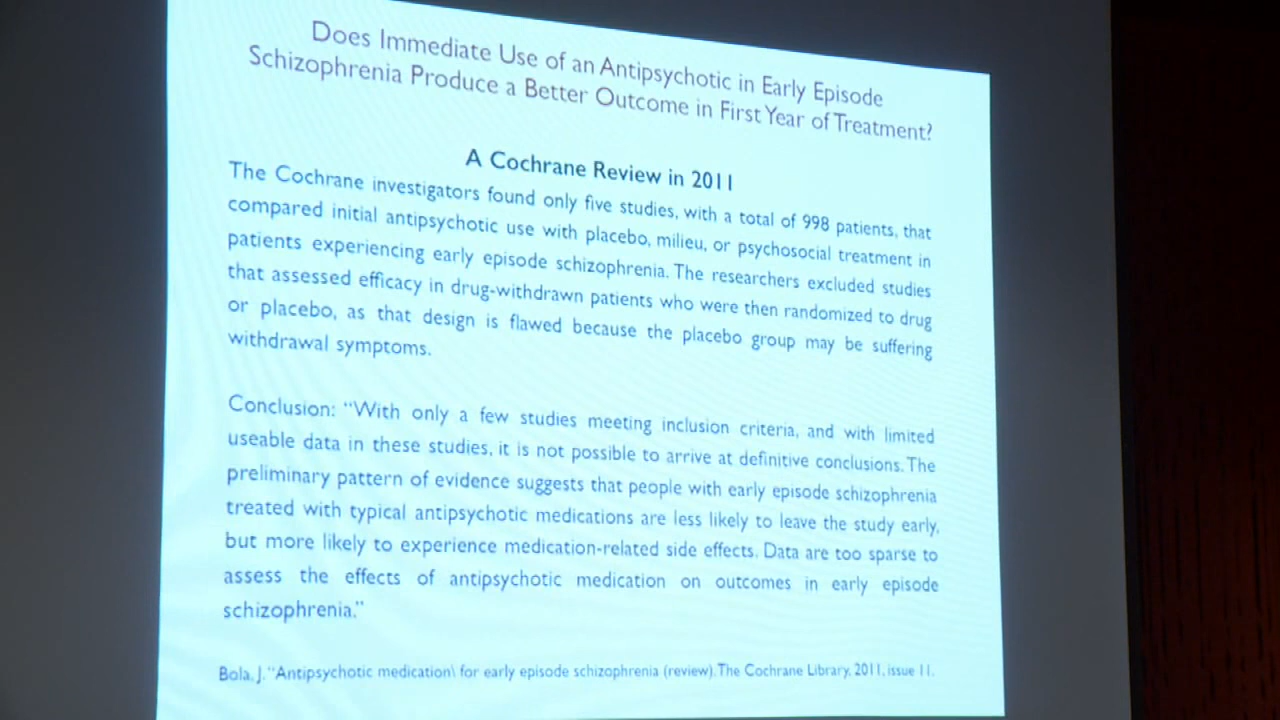 Does Immediate Use of an Antipsychotic in Early Episode
Schizophrenia Produce a Better Outcome in First Year of Treatment?
A Cochrane Review in 2011
The Cochrane investigators found only five studies, with a total of 998 patients, that
compared initial antipsychotic use with placebo, milieu, or psychosocial treatment in
patients experiencing early episode schizophrenia. The researchers excluded studies
that assessed efficacy in drug-withdrawn patients who were then randomized to drug
or placebo, as that design is flawed because the placebo group may be suffering
withdrawal symptoms.
Conclusion: “With only a few studies meeting inclusion criteria, and with limited
useable data in these studies, it is not possible to arrive at definitive conclusions. The
preliminary pattern of evidence suggests that people with early episode schizophrenia
treated with typical antipsychotic medications are less likely to leave the study early,
but more likely to experience medication-related side effects. Data are too sparse to
assess the effects of antipsychotic medication on outcomes in early episode
schizophrenia.”
Bola, J. “Antipsychotic medication\ for early episode schizophrenia (review). The Cochrane Library, 2011, issue 11.